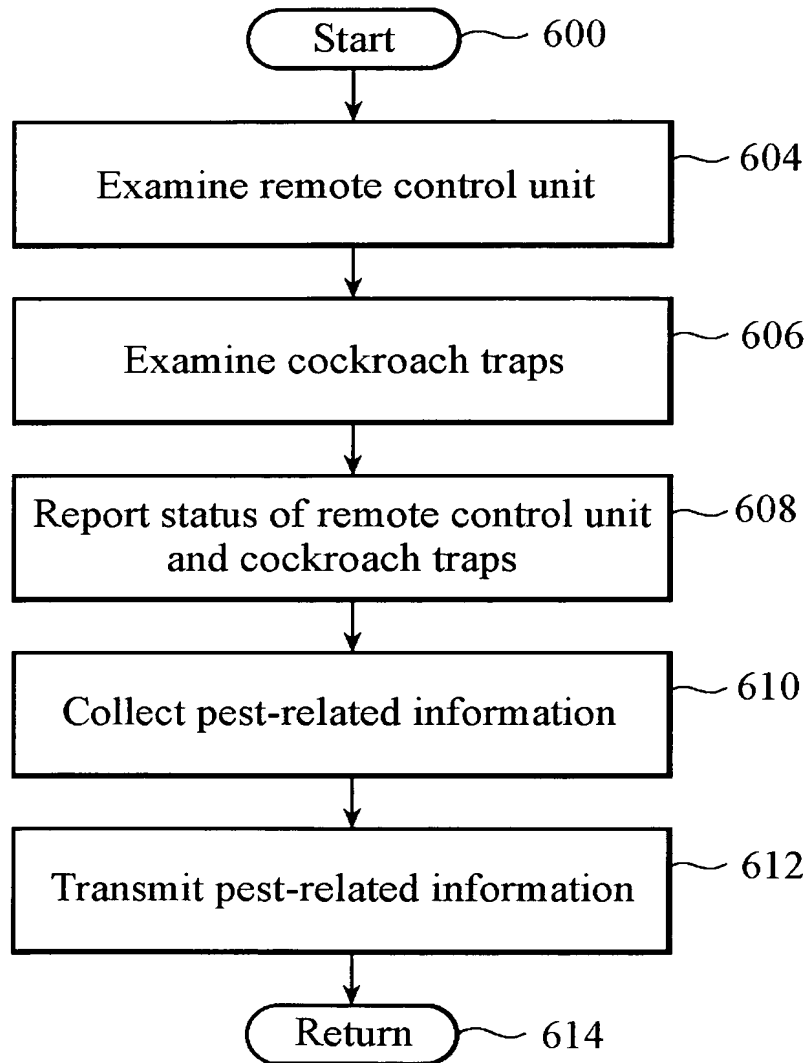 Start 600
Examine remote control unit 604
Examine cockroach traps 606
Report status of remote control unit 608
and cockroach traps
Collect pest-related information 610
Transmit pest-related information 612
Return 614